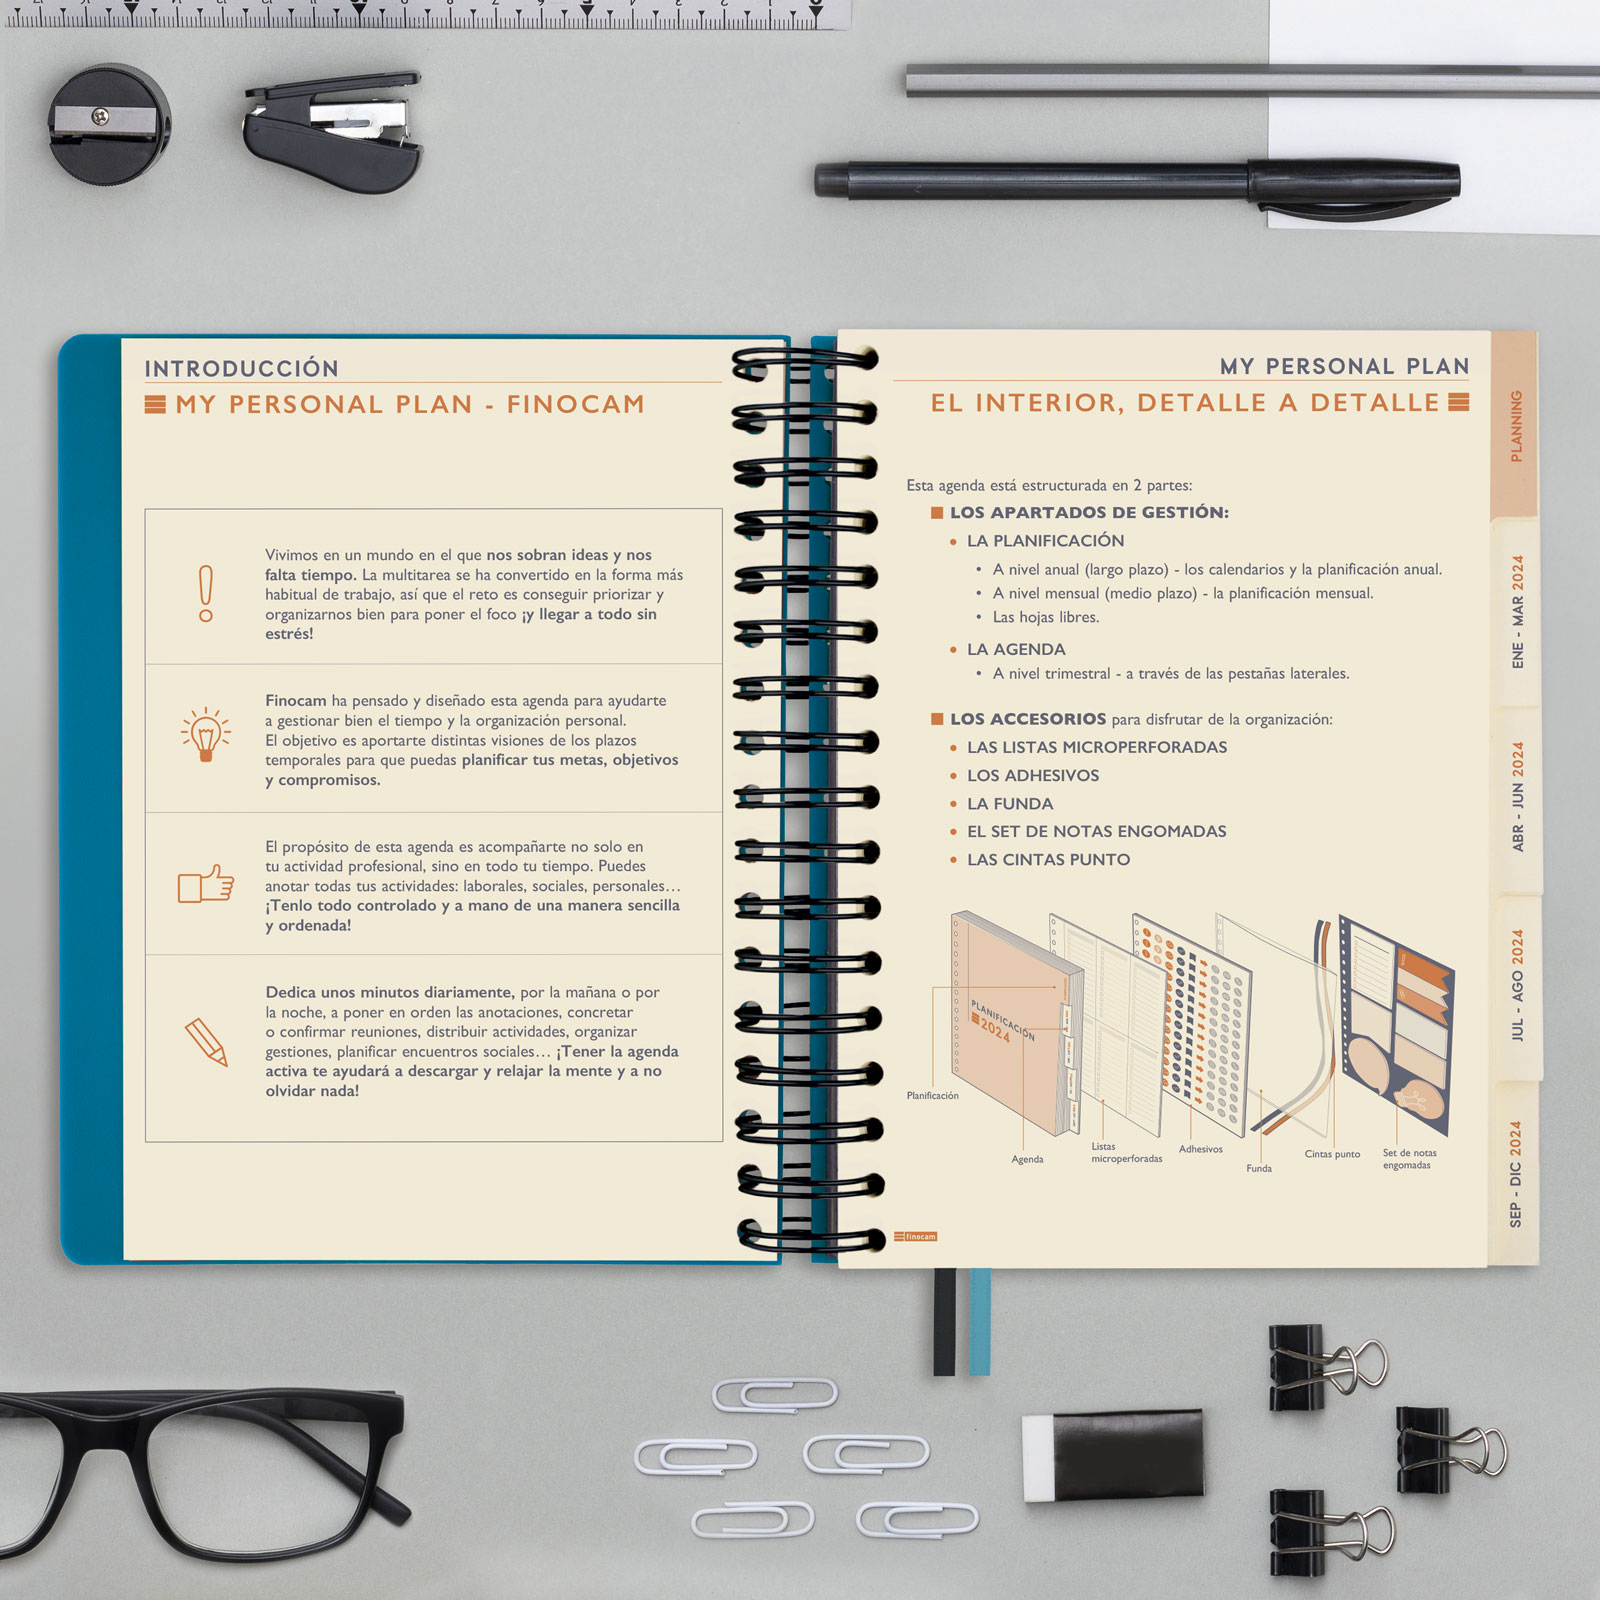 INTRODUCCIÓN
MY PERSONAL PLAN - FINOCAM
Vivimos en un mundo en el que nos sobran ideas y nos
falta tiempo. La multitarea se ha convertido en la forma más
habitual de trabajo, así que el reto es conseguir priorizar y
organizarnos bien para poner el foco ¡y llegar a todo sin
estrés!
Finocam ha pensado y diseñado esta agenda para ayudarte
a gestionar bien el tiempo y la organización personal.
El objetivo es aportarte distintas visiones de los plazos
temporales para que puedas planificar tus metas, objetivos
y compromisos.
El propósito de esta agenda es acompañarte no solo en
tu actividad profesional, sino en todo tu tiempo. Puedes
anotar todas tus actividades: laborales, sociales, personales...
¡Tenlo todo controlado y a mano de una manera sencilla
y ordenada!
Dedica unos minutos diariamente, por la mañana o por
la noche, a poner en orden las anotaciones, concretar
o confirmar reuniones, distribuir actividades, organizar
gestiones, planificar encuentros sociales... ¡Tener la agenda
activa te ayudará a descargar y relajar la mente y a no
olvidar nada!
MY PERSONAL PLAN
EL INTERIOR, DETALLE A DETALLE
Esta agenda está estructurada en 2 partes:
LOS APARTADOS DE GESTIÓN:
• LA PLANIFICACIÓN
• A nivel anual (largo plazo) - los calendarios y la planificación anual.
• A nivel mensual (medio plazo) - la planificación mensual.
• Las hojas libres.
• LA AGENDA
• A nivel trimestral - a través de las pestañas laterales.
LOS ACCESORIOS para disfrutar de la organización:
• LAS LISTAS MICROPERFORADAS
• LOS ADHESIVOS
• LA FUNDA
• EL SET DE NOTAS ENGOMADAS
• LAS CINTAS PUNTO
PLANIFICACIÓN
2024
Planificación
Agenda
Listas
microperforadas
Adhesivos
Funda
Cintas punto
Set de notas
engomadas
finocam
PLANNING
ENE - MAR 2024
ABR - JUN 2024
JUL - AGO 2024
SEP - DIC 2024